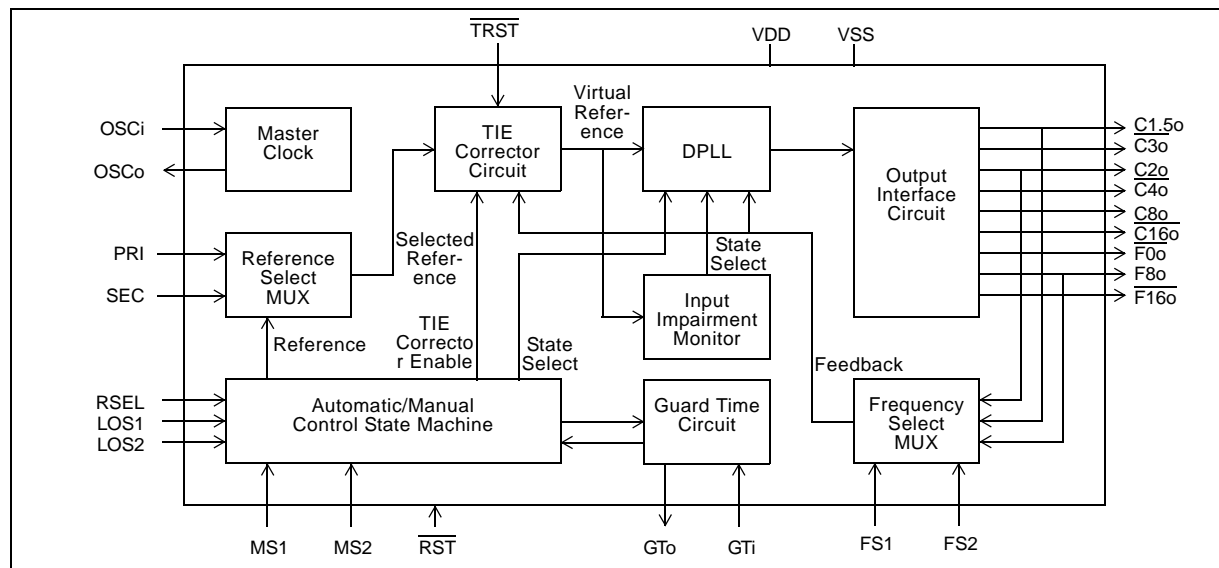 TRST
VDD
VSS
OSCi
OSCo
Master
Clock
TIE
Corrector
Circuit
Virtual
Refer-
ence
DPLL
Output
Interface
Circuit
C1.5o
C3o
C2o
C4o
C8o
C16o
F0o
F8o
F16o
PRI
SEC
Reference
Select
MUX
Selected
Refer-
ence
State
Select
Input
Impairment
Monitor
Reference
TIE
Correcto
r Enable
State
Select
Feedback
RSEL
LOS1
LOS2
Automatic/Manual
Control State Machine
Guard Time
Circuit
Frequency
Select
MUX
MS1
MS2
RST
GTo
GTi
FS1
FS2